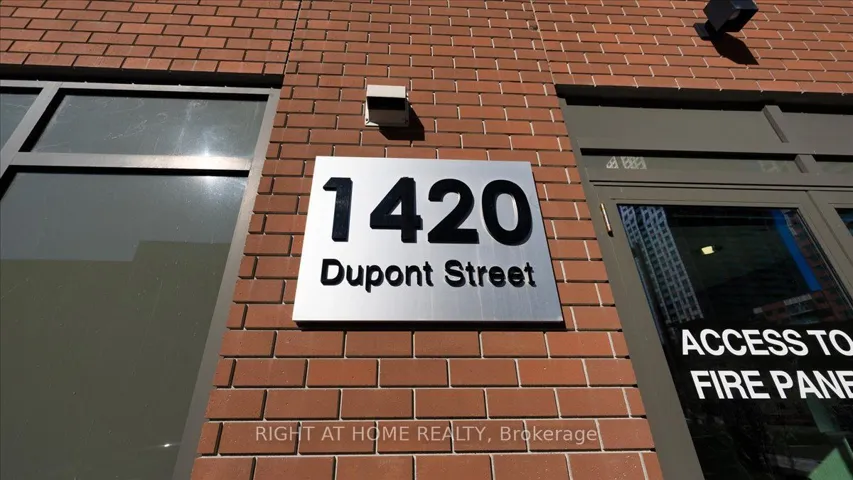 1420
Dupont Street
ACCESS TO
FIRE PANE
RIGHT AT HOME REALTY, Brokerage